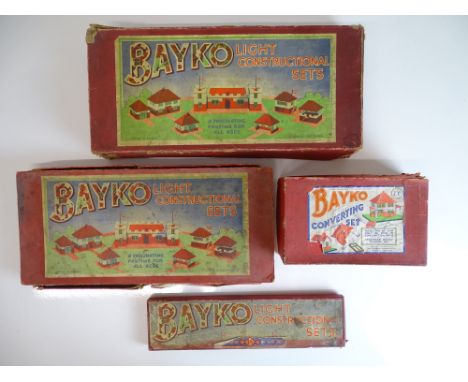 BAYKO LIGHT
CONSTRUCTIONAL
SETS
A FASCINATING
PASTIME FOR
ALL AGES
BAYKO LIGHT
CONSTRUCTIONAL
SETS
A FASCINATING
PASTIME FOR
ALL AGES
BAYKO
CONVERTING
SET
BAYKO LIGHT
CONSTRUCTIONAL
SETS